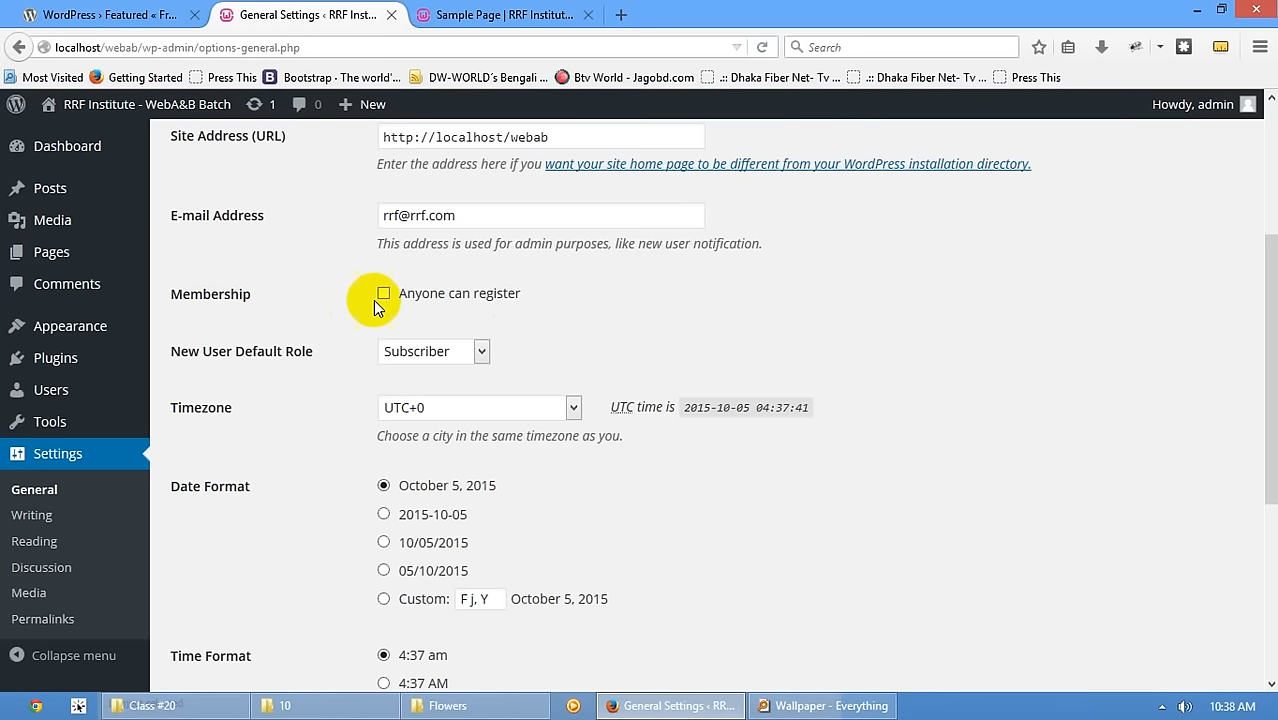 WordPress › Featured « Fr...
General Settings ‹ RRF Inst...
Sample Page | RRF Institut...
localhost/webab/wp-admin/options-general.php
Search
Most Visited
Getting Started
Press This
Bootstrap · The world'...
DW-WORLD's Bengali ...
Btv World - Jagobd.com
.:: Dhaka Fiber Net- Tv ...
.:: Dhaka Fiber Net- Tv ...
Press This
RRF Institute - WebA&B Batch
1
0
New
Howdy, admin
Dashboard
Posts
Media
Pages
Comments
Appearance
Plugins
Users
Tools
Settings
General
Writing
Reading
Discussion
Media
Permalinks
Collapse menu
Site Address (URL)
http://localhost/webab
Enter the address here if you want your site home page to be different from your WordPress installation directory.
E-mail Address
rrf@rrf.com
This address is used for admin purposes, like new user notification.
Membership
Anyone can register
New User Default Role
Subscriber
Timezone
UTC+0
UTC time is 2015-10-05 04:37:41
Choose a city in the same timezone as you.
Date Format
October 5, 2015
2015-10-05
10/05/2015
05/10/2015
Custom: F j, Y October 5, 2015
Time Format
4:37 am
4:37 AM
Class #20
10
Flowers
General Settings ‹ RR...
Wallpaper - Everything
10:38 AM